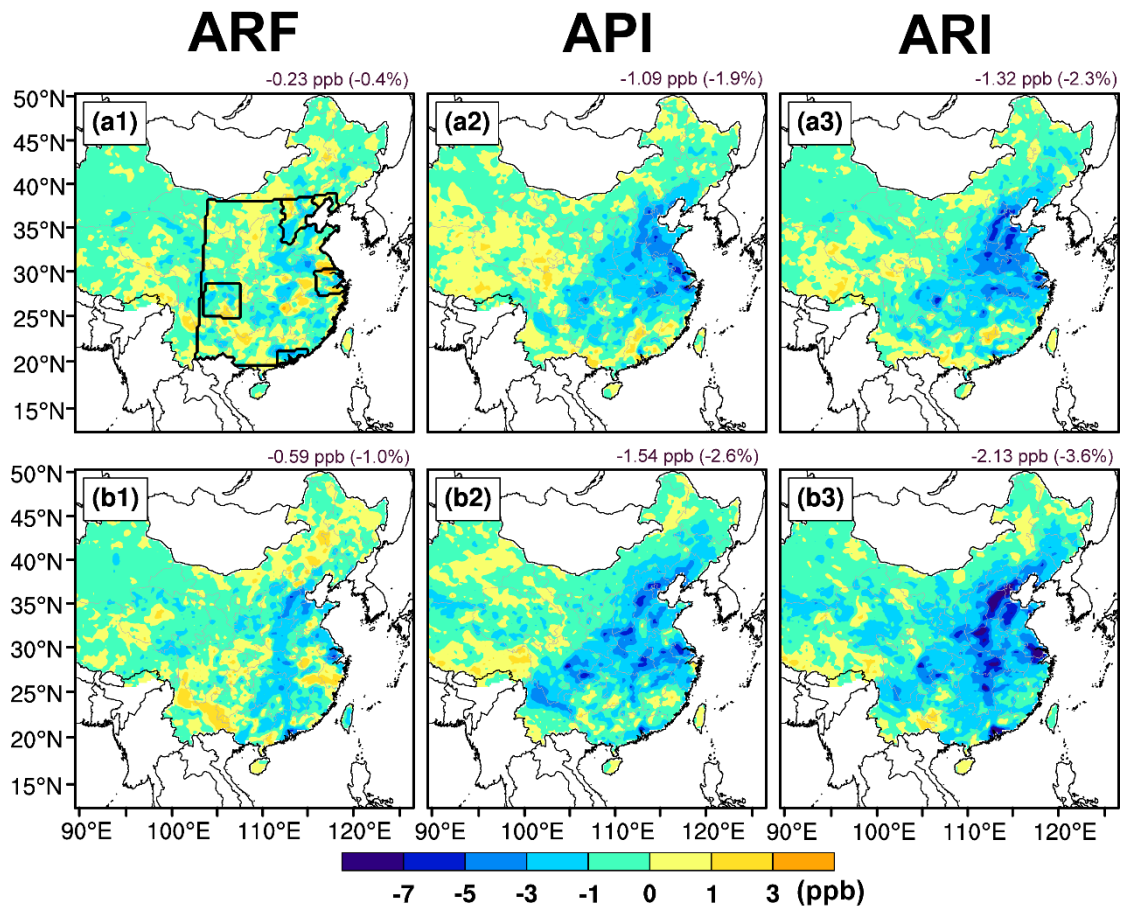 ARF API ARI
-0.23 ppb (-0.4%) -1.09 ppb (-1.9%) -1.32 ppb (-2.3%)
50°N (a1) (a2) (a3)
45°N
40°N
35°N
30°N
25°N
20°N
15°N
-0.59 ppb (-1.0%) -1.54 ppb (-2.6%) -2.13 ppb (-3.6%)
50°N (b1) (b2) (b3)
45°N
40°N
35°N
30°N
25°N
20°N
15°N
90°E 100°E 110°E 120°E 90°E 100°E 110°E 120°E 90°E 100°E 110°E 120°E
-7 -5 -3 -1 0 1 3 (ppb)